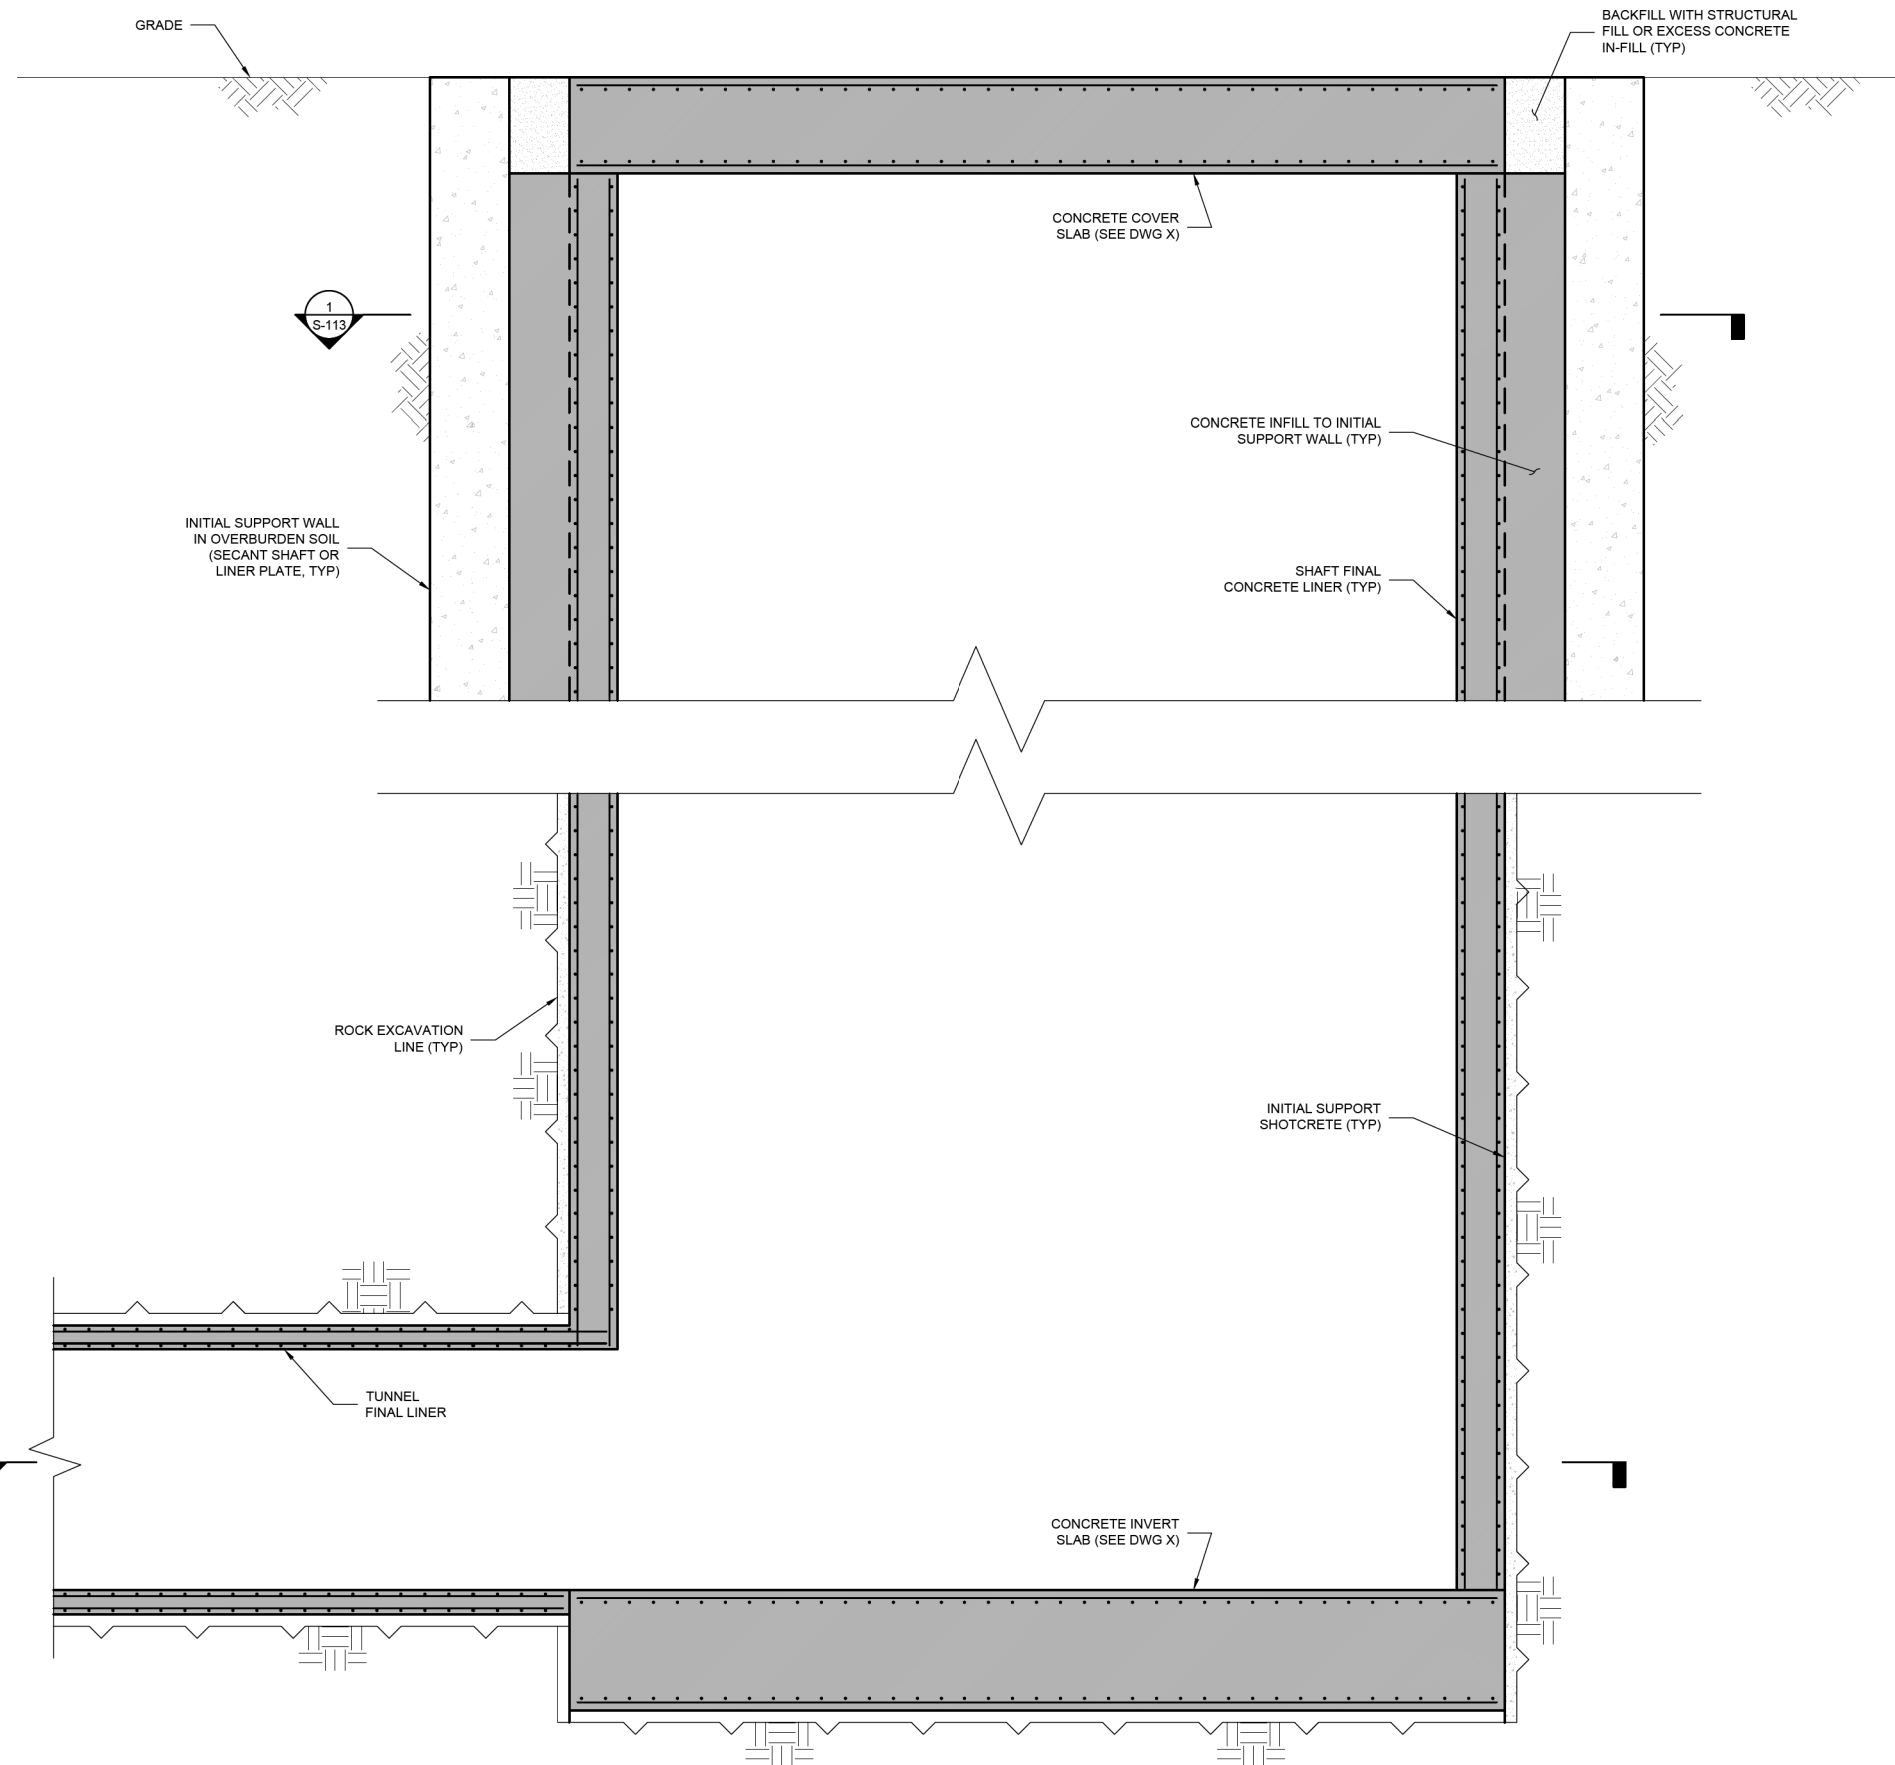 GRADE
BACKFILL WITH STRUCTURAL
FILL OR EXCESS CONCRETE
IN-FILL (TYP)
CONCRETE COVER
SLAB (SEE DWG X)
1
S-113
CONCRETE INFILL TO INITIAL
SUPPORT WALL (TYP)
INITIAL SUPPORT WALL
IN OVERBURDEN SOIL
(SECANT SHAFT OR
LINER PLATE, TYP)
SHAFT FINAL
CONCRETE LINER (TYP)
ROCK EXCAVATION
LINE (TYP)
INITIAL SUPPORT
SHOTCRETE (TYP)
TUNNEL
FINAL LINER
CONCRETE INVERT
SLAB (SEE DWG X)